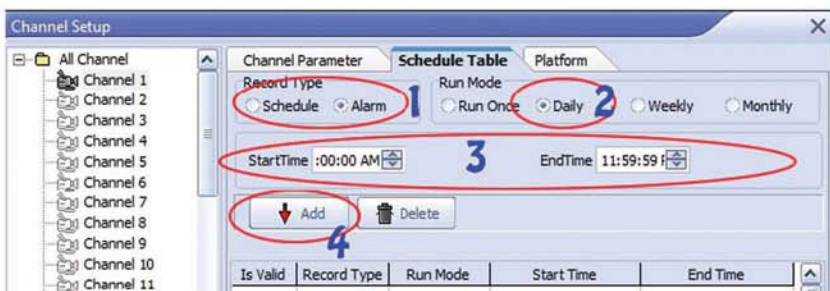 Channel Setup
All Channel
Channel 1
Channel 2
Channel 3
Channel 4
Channel 5
Channel 6
Channel 7
Channel 8
Channel 9
Channel 10
Channel 11
Channel Parameter Schedule Table Platform
Record Type Run Mode
Schedule Alarm 1 Run Once Daily 2 Weekly Monthly
StartTime :00:00 AM 3 EndTime 11:59:59
Add Delete
4
Is Valid Record Type Run Mode Start Time End Time